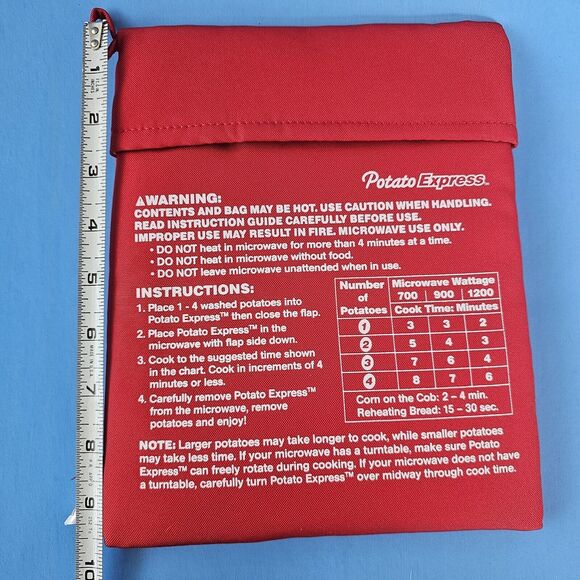 Potato Express™
⚠WARNING:
CONTENTS AND BAG MAY BE HOT. USE CAUTION WHEN HANDLING.
READ INSTRUCTION GUIDE CAREFULLY BEFORE USE.
IMPROPER USE MAY RESULT IN FIRE. MICROWAVE USE ONLY.
• DO NOT heat in microwave for more than 4 minutes at a time.
• DO NOT heat in microwave without food.
• DO NOT leave microwave unattended when in use.
INSTRUCTIONS:
1. Place 1 - 4 washed potatoes into
Potato Express™ then close the flap.
2. Place Potato Express™ in the
microwave with flap side down.
3. Cook to the suggested time shown
in the chart. Cook in increments of 4
minutes or less.
4. Carefully remove Potato Express™
from the microwave, remove
potatoes and enjoy!
Number of Potatoes
Microwave Wattage
700 | 900 | 1200
Cook Time: Minutes
1 3 3 2
2 5 4 3
3 7 6 4
4 8 7 6
Corn on the Cob: 2 – 4 min.
Reheating Bread: 15 – 30 sec.
NOTE: Larger potatoes may take longer to cook, while smaller potatoes
may take less time. If your microwave has a turntable, make sure Potato
Express™ can freely rotate during cooking. If your microwave does not have
a turntable, carefully turn Potato Express™ over midway through cook time.
1
2
3
4
5
6
7
8
9
10